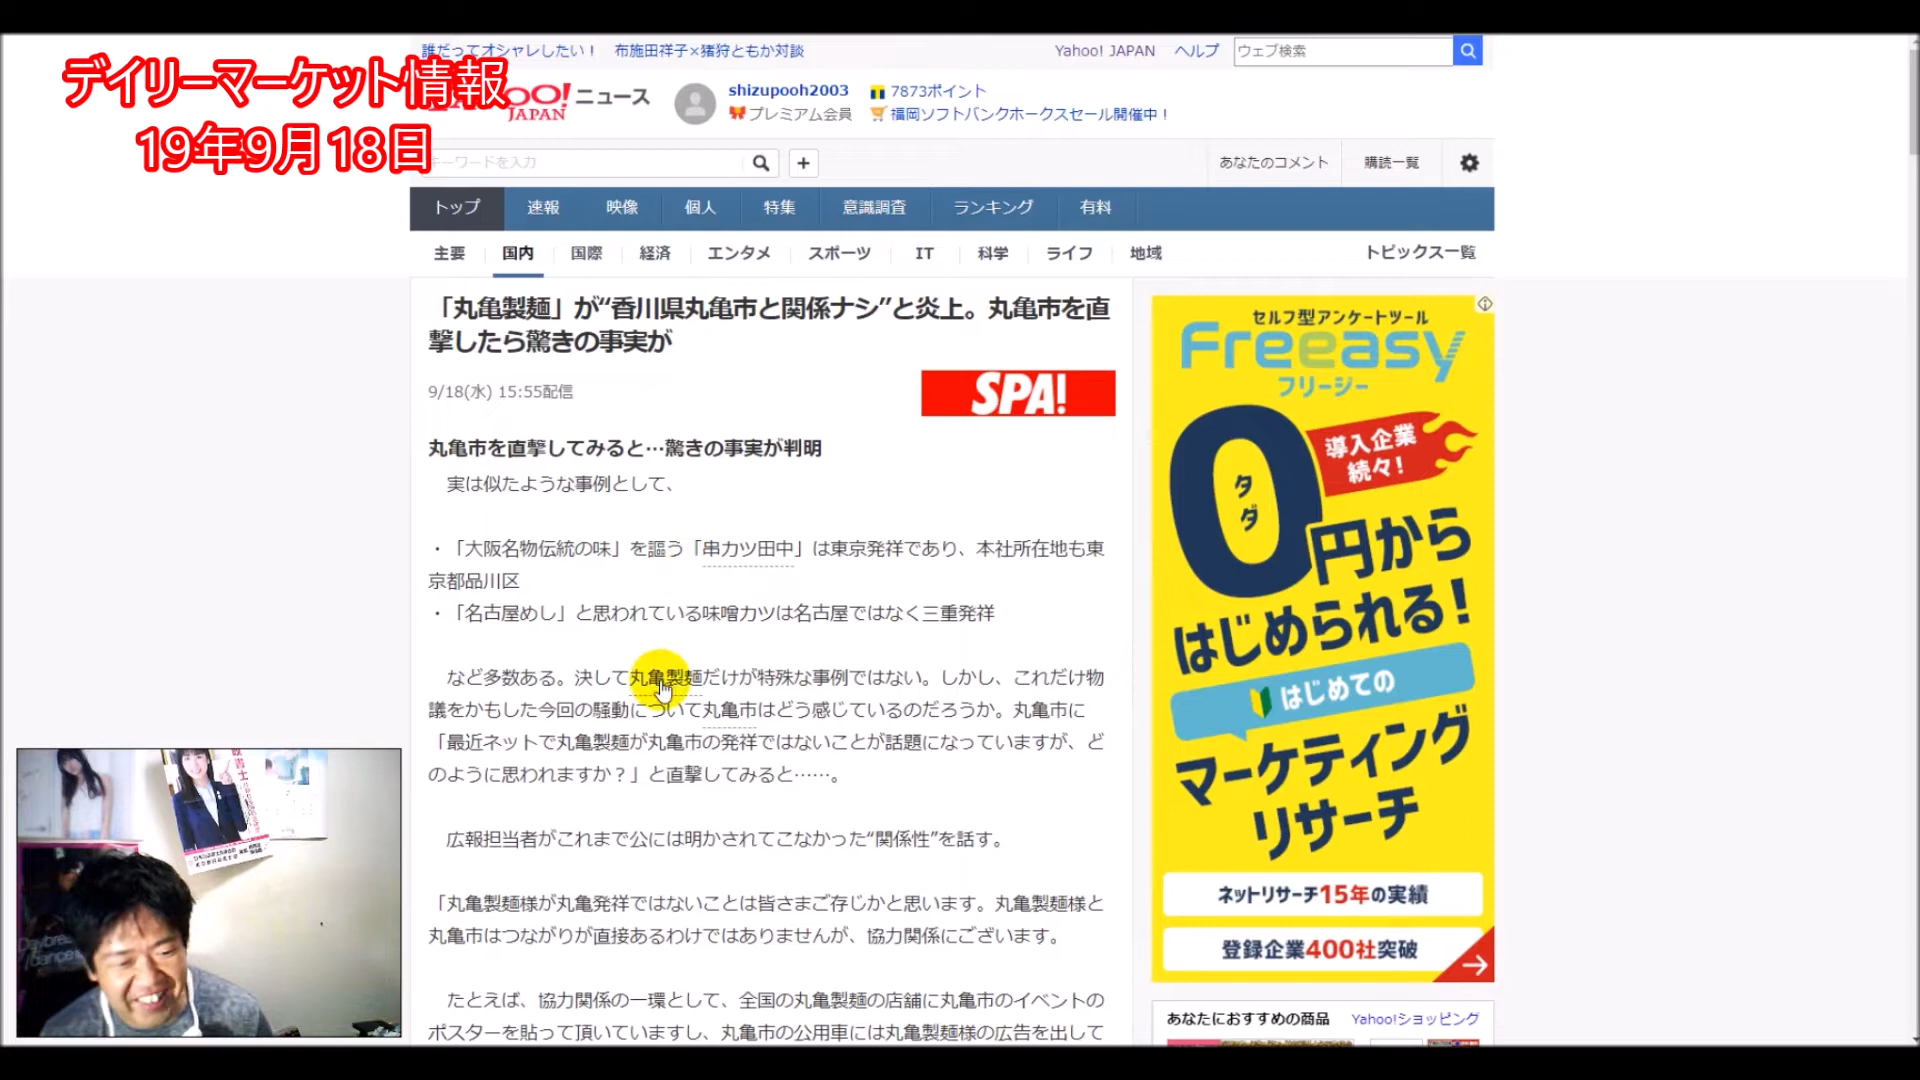 デイリーマーケット情報
19年9月18日
誰だってオシャレしたい! 布施田祥子×猪狩ともか対談
Yahoo! JAPAN ヘルプ ウェブ検索
JAPAN ニュース
shizupooh2003 7873ポイント
プレミアム会員 福岡ソフトバンクホークスセール開催中!
キーワードを入力 + あなたのコメント 購読一覧
トップ 速報 映像 個人 特集 意識調査 ランキング 有料
主要 国内 国際 経済 エンタメ スポーツ IT 科学 ライフ 地域 トピックス一覧
「丸亀製麺」が“香川県丸亀市と関係ナシ”と炎上。丸亀市を直
撃したら驚きの事実が
9/18(水) 15:55配信
SPA!
丸亀市を直撃してみると…驚きの事実が判明
実は似たような事例として、
・「大阪名物伝統の味」を謳う「串カツ田中」は東京発祥であり、本社所在地も東
京都品川区
・「名古屋めし」と思われている味噌カツは名古屋ではなく三重発祥
など多数ある。決して丸亀製麺だけが特殊な事例ではない。しかし、これだけ物
議をかもした今回の騒動について丸亀市はどう感じているのだろうか。丸亀市に
「最近ネットで丸亀製麺が丸亀市の発祥ではないことが話題になっていますが、ど
のように思われますか?」と直撃してみると……。
広報担当者がこれまで公には明かされてこなかった“関係性”を話す。
「丸亀製麺様が丸亀発祥ではないことは皆さまご存じかと思います。丸亀製麺様と
丸亀市はつながりが直接あるわけではありませんが、協力関係にございます。
たとえば、協力関係の一環として、全国の丸亀製麺の店舗に丸亀市のイベントの
ポスターを貼って頂いていますし、丸亀市の公用車には丸亀製麺様の広告を出して
セルフ型アンケートツール
Freeasy
フリージー
導入企業
続々!
0
タダ
円から
はじめられる!
はじめての
マーケティング
リサーチ
ネットリサーチ15年の実績
登録企業400社突破
あなたにおすすめの商品 Yahoo!ショッピング